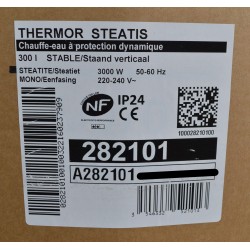 THERMOR STEATIS
Chauffe-eau à protection dynamique
300 l STABLE/Staand verticaal
STEATITE/Steatiet 3000 W 50-60 Hz
MONO/Eenfasing 220-240 V~
NF
IP24
CE
10002821010
282101
A282101